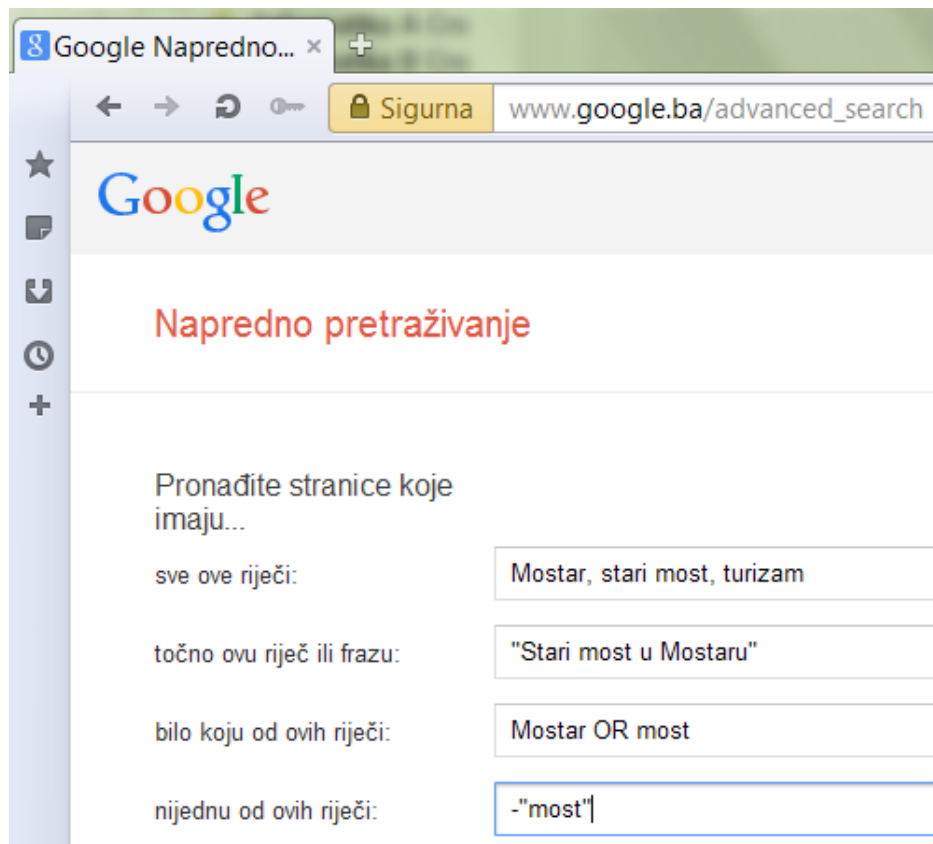 Google Napredno...
Sigurna www.google.ba/advanced_search
Google
Napredno pretraživanje
Pronađite stranice koje
imaju...
sve ove riječi: Mostar, stari most, turizam
točno ovu riječ ili frazu: "Stari most u Mostaru"
bilo koju od ovih riječi: Mostar OR most
nijednu od ovih riječi: -"most"